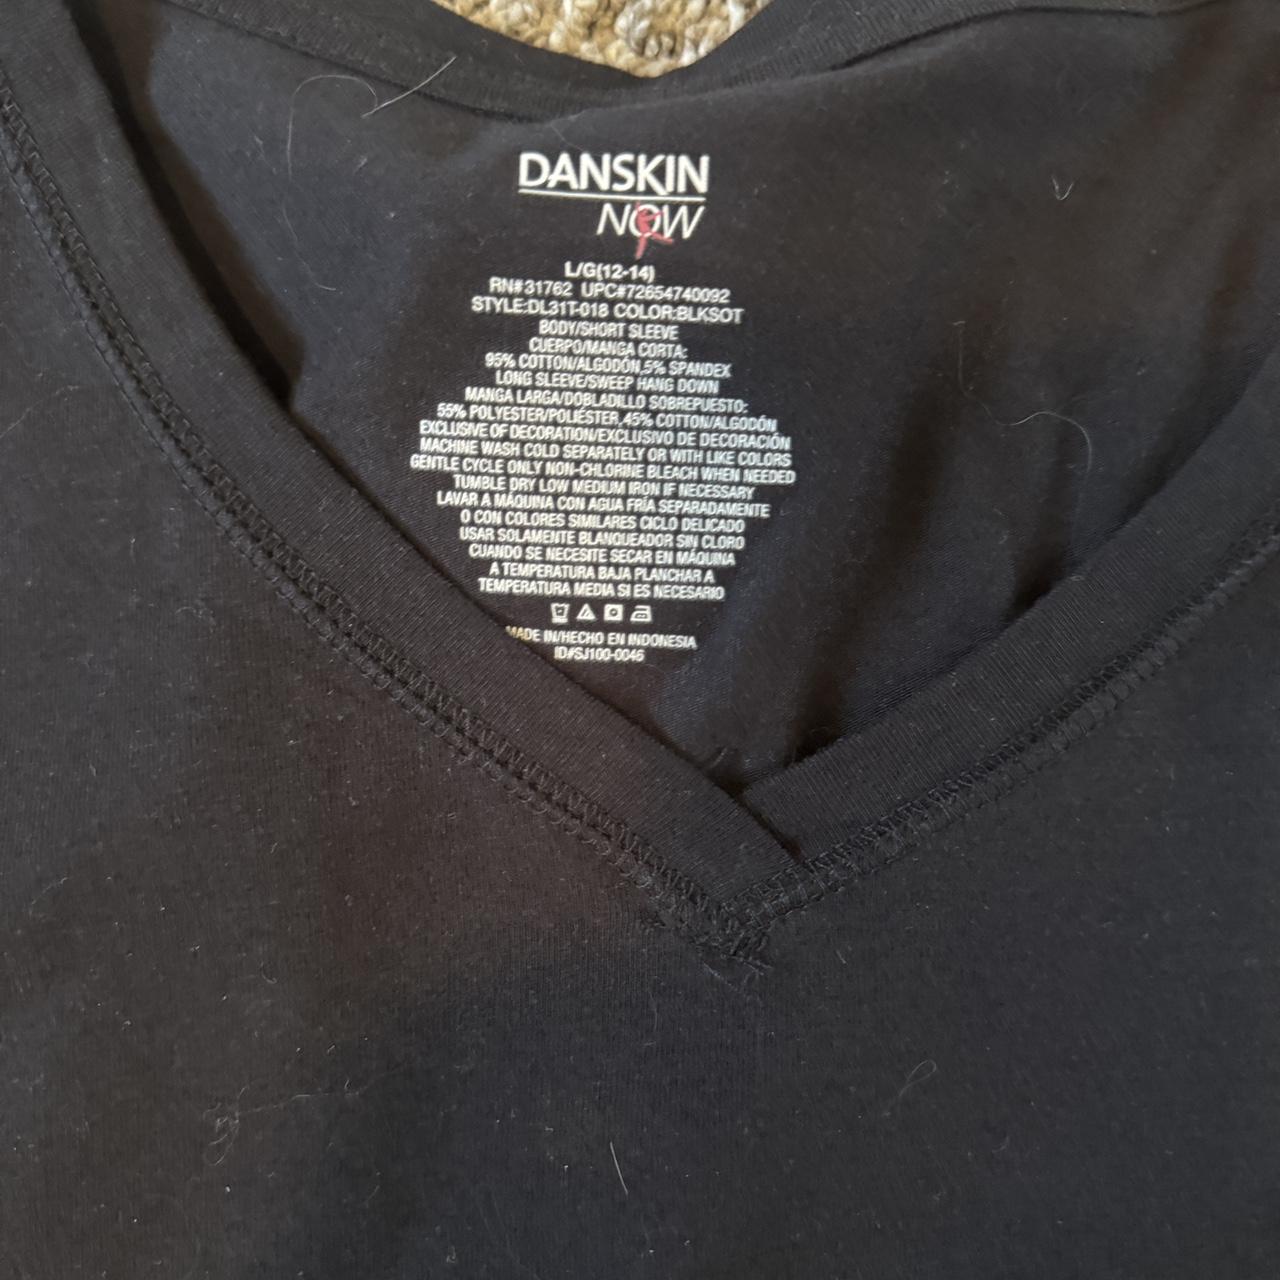 DANSKIN
NOW
L/G(12-14)
RN#31762 UPC#72654740092
STYLE:DL31T-018 COLOR:BLKSOT
BODY/SHORT SLEEVE
CUERPO/MANGA CORTA:
95% COTTON/ALGODÓN,5% SPANDEX
LONG SLEEVE/SWEEP HANG DOWN
MANGA LARGA/DOBLADILLO SOBREPUESTO:
55% POLYESTER/POLIÉSTER,45% COTTON/ALGODÓN
EXCLUSIVE OF DECORATION/EXCLUSIVO DE DECORACIÓN
MACHINE WASH COLD SEPARATELY OR WITH LIKE COLORS
GENTLE CYCLE ONLY NON-CHLORINE BLEACH WHEN NEEDED
TUMBLE DRY LOW MEDIUM IRON IF NECESSARY
LAVAR A MÁQUINA CON AGUA FRÍA SEPARADAMENTE
O CON COLORES SIMILARES CICLO DELICADO
USAR SOLAMENTE BLANQUEADOR SIN CLORO
CUANDO SE NECESITE SECAR EN MÁQUINA
A TEMPERATURA BAJA PLANCHAR A
TEMPERATURA MEDIA SI ES NECESARIO
MADE IN/HECHO EN INDONESIA
ID#SJ100-0046